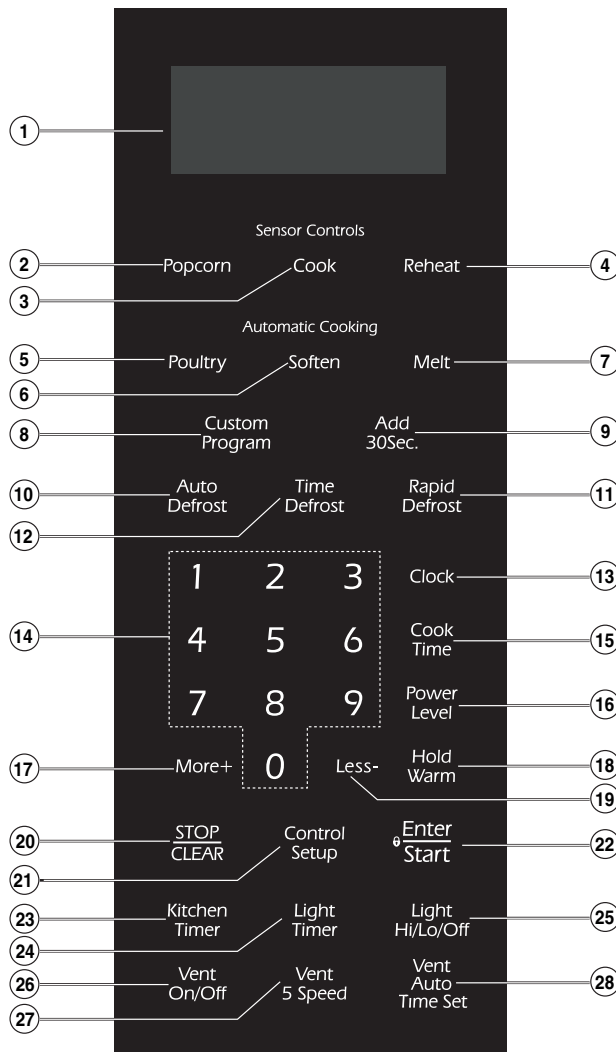 1
Sensor Controls
2 Popcorn Cook Reheat 4
3
Automatic Cooking
5 Poultry Soften Melt 7
6
8 Custom Program Add 30Sec. 9
10 Auto Defrost Time Defrost Rapid Defrost 11
12
1 2 3 Clock 13
14 4 5 6 Cook Time 15
7 8 9 Power Level 16
17 More+ 0 Less- Hold Warm 18
19
20 STOP CLEAR Control Setup Enter Start 22
21
23 Kitchen Timer Light Timer Light Hi/Lo/Off 25
24
26 Vent On/Off Vent 5 Speed Vent Auto Time Set 28
27